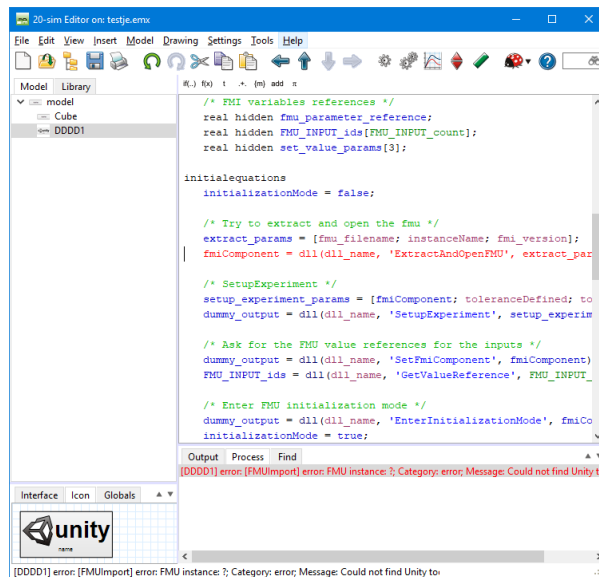 20-sim Editor on: testje.emx
File Edit View Insert Model Drawing Settings Tools Help
Model Library
if(..) f(x) t .+. {m} add π
model
Cube
DDDD1
/* FMI variables references */
real hidden fmu_parameter_reference;
real hidden FMU_INPUT_ids[FMU_INPUT_count];
real hidden set_value_params[3];
initialequations
initializationMode = false;
/* Try to extract and open the fmu */
extract_params = [fmu_filename; instanceName; fmi_version];
fmiComponent = dll(dll_name, 'ExtractAndOpenFMU', extract_par
/* SetupExperiment */
setup_experiment_params = [fmiComponent; toleranceDefined; to
dummy_output = dll(dll_name, 'SetupExperiment', setup_experim
/* Ask for the FMU value references for the inputs */
dummy_output = dll(dll_name, 'SetFmiComponent', fmiComponent)
FMU_INPUT_ids = dll(dll_name, 'GetValueReference', FMU_INPUT_
/* Enter FMU initialization mode */
dummy_output = dll(dll_name, 'EnterInitializationMode', fmiCo
initializationMode = true;
Output Process Find
[DDDD1] error: [FMUImport] error: FMU instance: ?; Category: error; Message: Could not find Unity t
Interface Icon Globals
unity
name
[DDDD1] error: [FMUImport] error: FMU instance: ?; Category: error; Message: Could not find Unity to